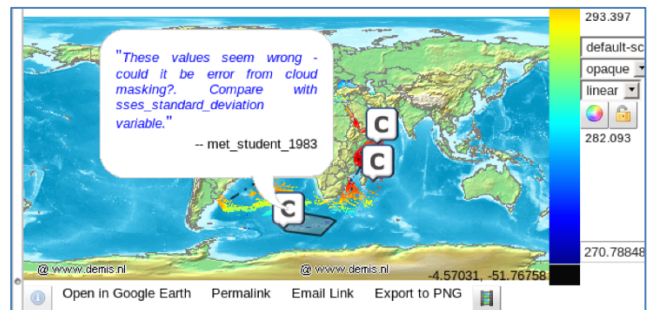 "These values seem wrong -
could it be error from cloud
masking?. Compare with
sses_standard_deviation
variable."
-- met_student_1983
C
C
C
293.397
default-sc
opaque
linear
282.093
270.78848
@ www.demis.nl
@ www.demis.nl
-4.57031, -51.76758
Open in Google Earth Permalink Email Link Export to PNG